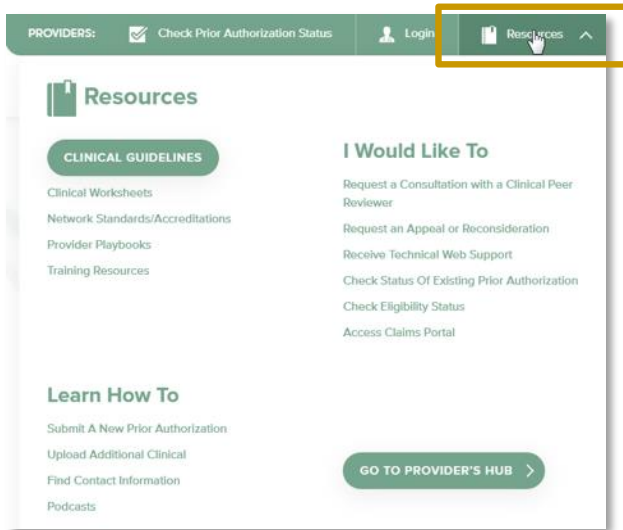 PROVIDERS:
Check Prior Authorization Status
Login
Resources
Resources
CLINICAL GUIDELINES
Clinical Worksheets
Network Standards/Accreditations
Provider Playbooks
Training Resources
I Would Like To
Request a Consultation with a Clinical Peer
Reviewer
Request an Appeal or Reconsideration
Receive Technical Web Support
Check Status Of Existing Prior Authorization
Check Eligibility Status
Access Claims Portal
Learn How To
Submit A New Prior Authorization
Upload Additional Clinical
Find Contact Information
Podcasts
GO TO PROVIDER'S HUB